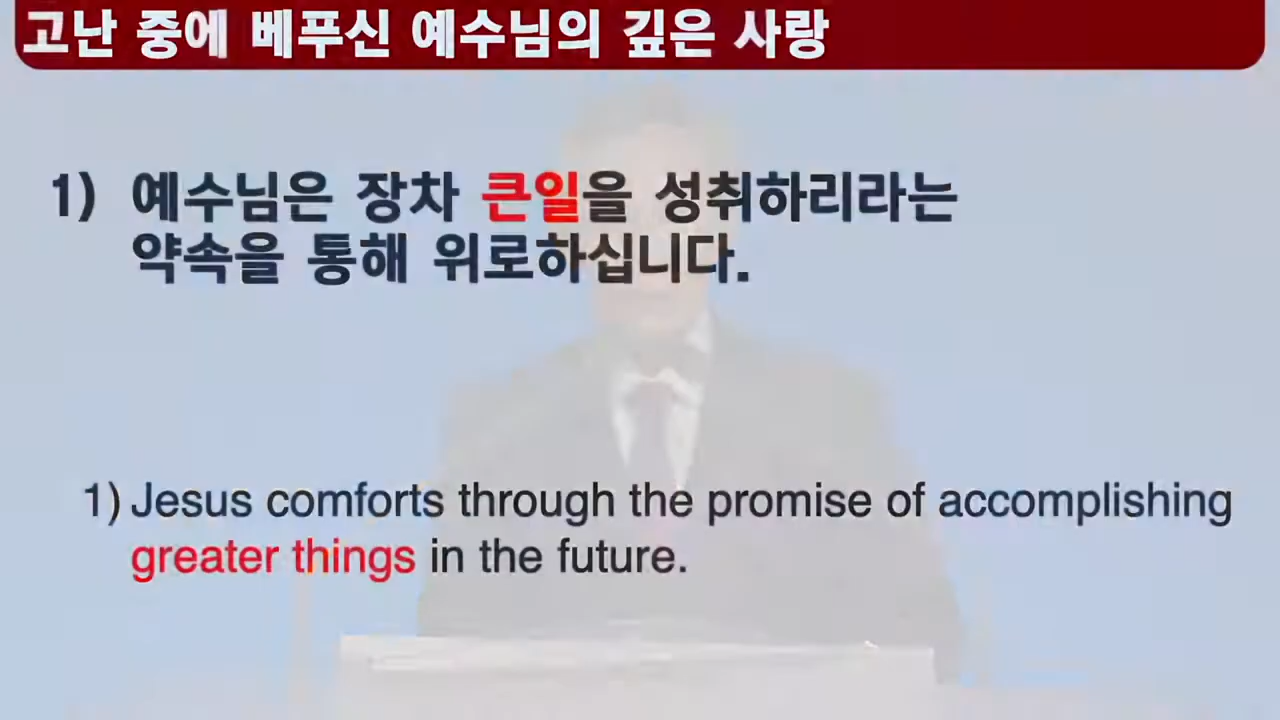 고난 중에 베푸신 예수님의 깊은 사랑
1) 예수님은 장차 큰일을 성취하리라는
약속을 통해 위로하십니다.
1) Jesus comforts through the promise of accomplishing
greater things in the future.